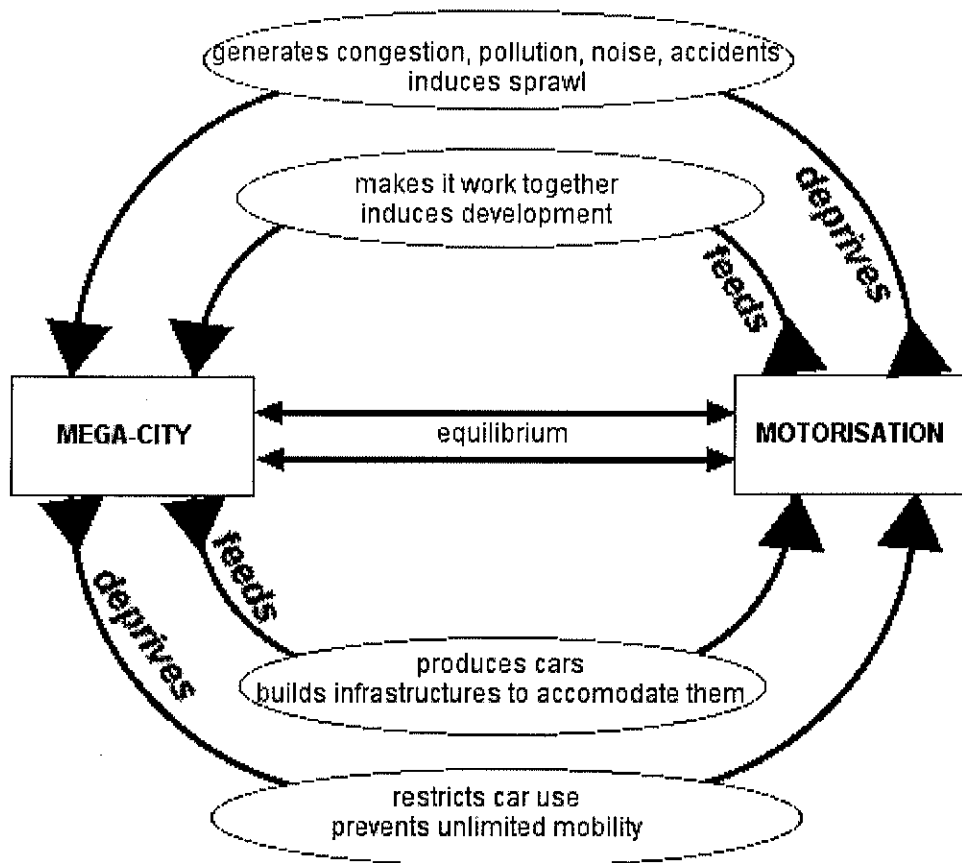 generates congestion, pollution, noise, accidents
induces sprawl
makes it work together
induces development
deprives
feeds
MEGA-CITY
equilibrium
MOTORISATION
feeds
deprives
produces cars
builds infrastructures to accomodate them
restricts car use
prevents unlimited mobility